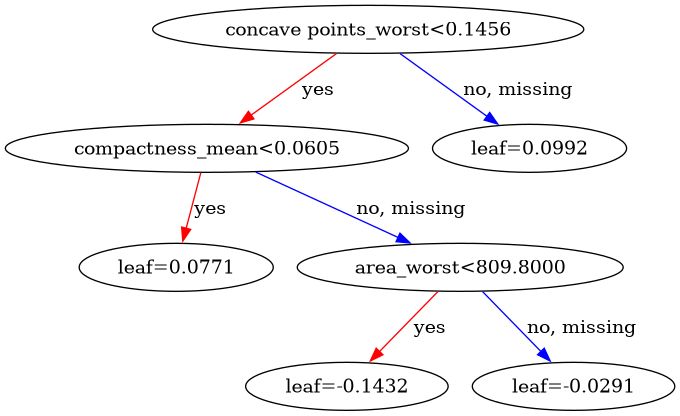 concave points_worst<0.1456
yes
no, missing
compactness_mean<0.0605
leaf=0.0992
yes
no, missing
leaf=0.0771
area_worst<809.8000
yes
no, missing
leaf=-0.1432
leaf=-0.0291